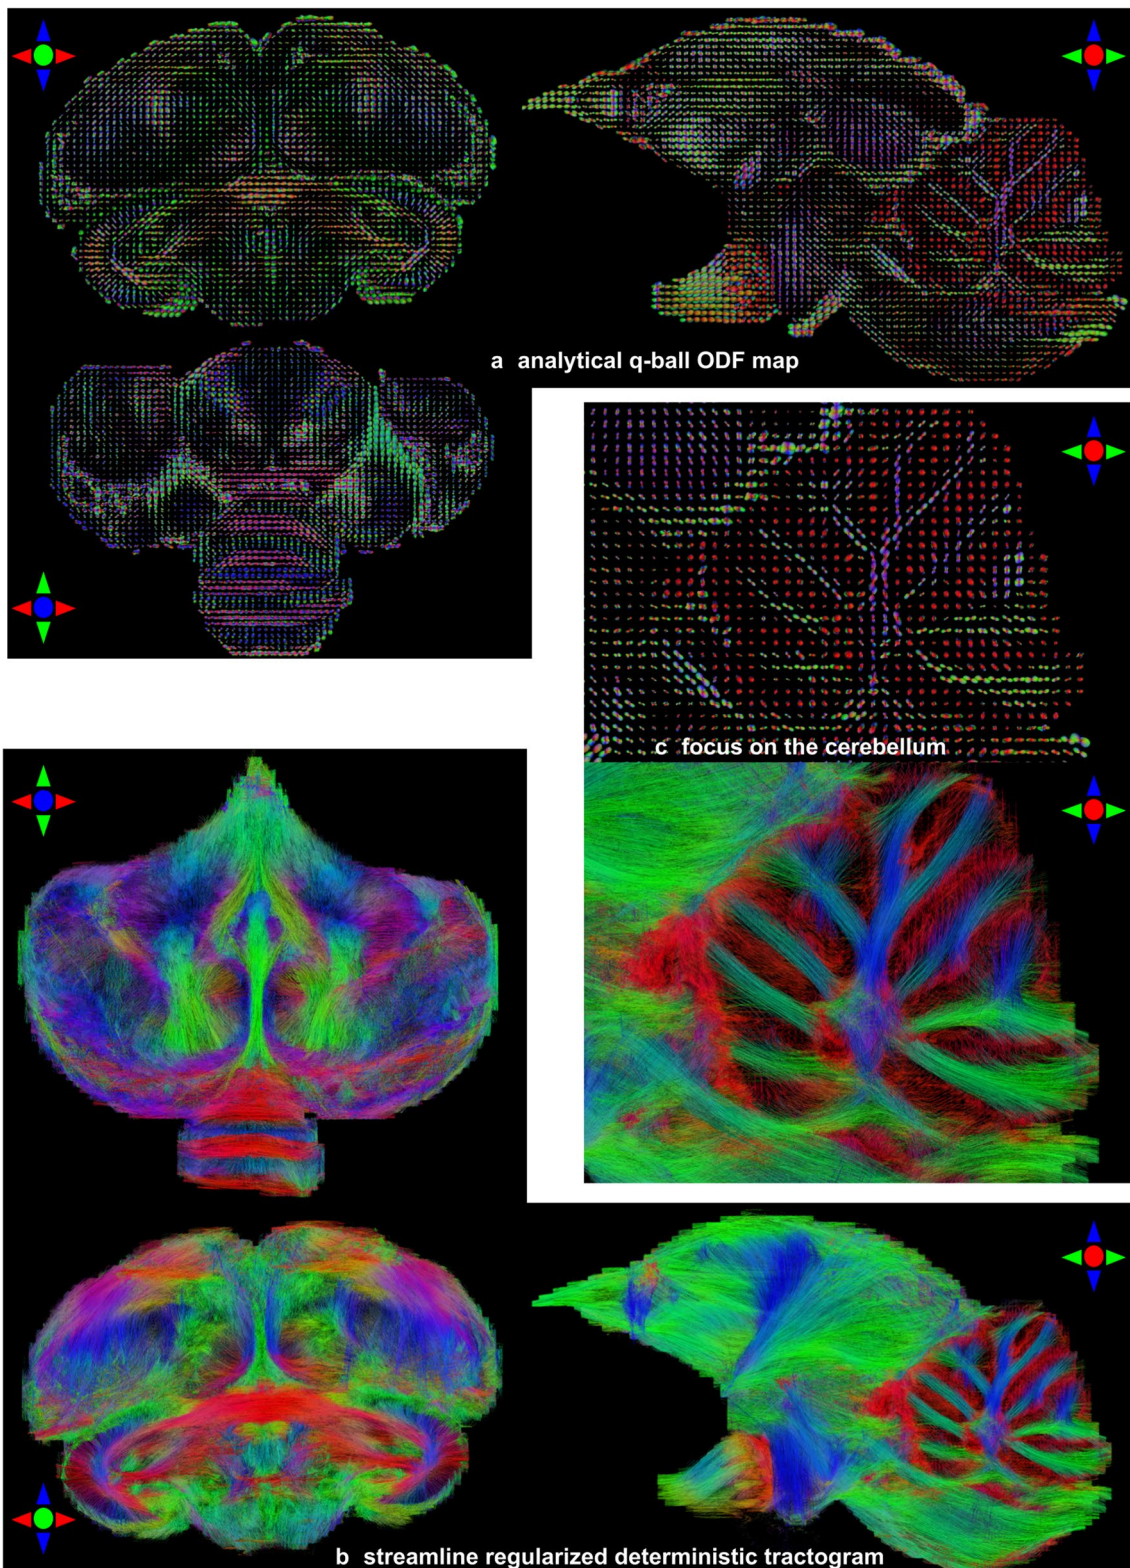 a analytical q-ball ODF map
c focus on the cerebellum
b streamline regularized deterministic tractogram